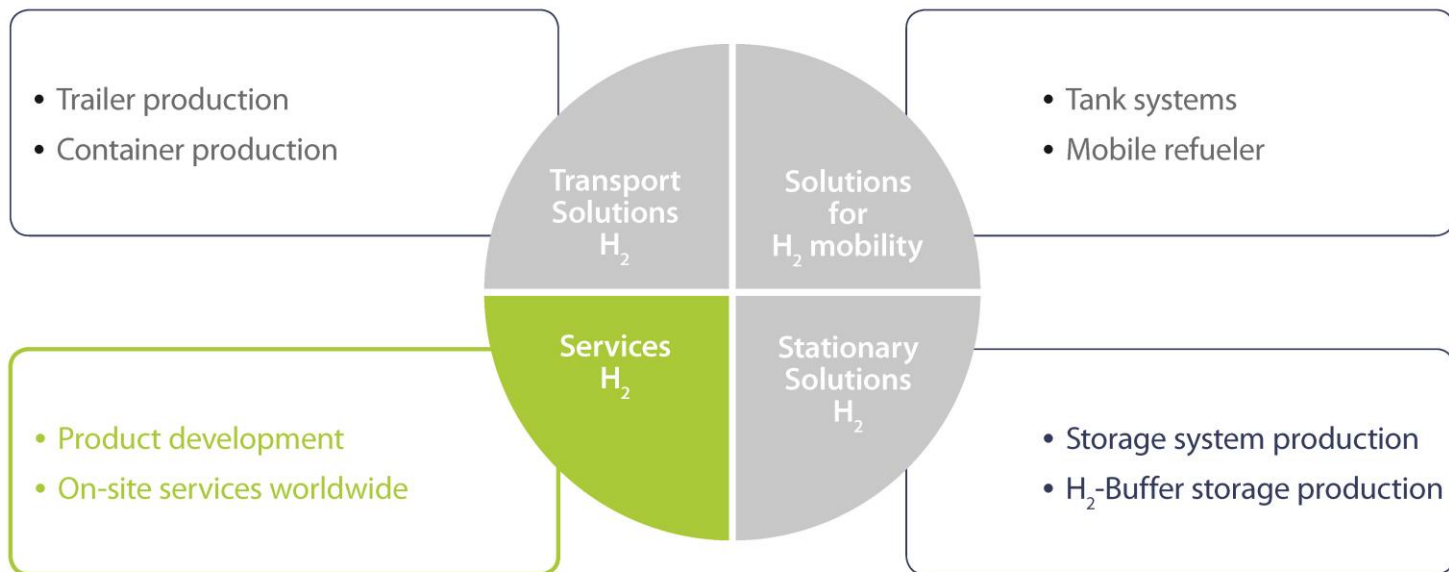 • Trailer production
• Container production
Transport
Solutions
H₂
Solutions
for
H₂ mobility
• Tank systems
• Mobile refueler
• Product development
• On-site services worldwide
Services
H₂
Stationary
Solutions
H₂
• Storage system production
• H₂-Buffer storage production